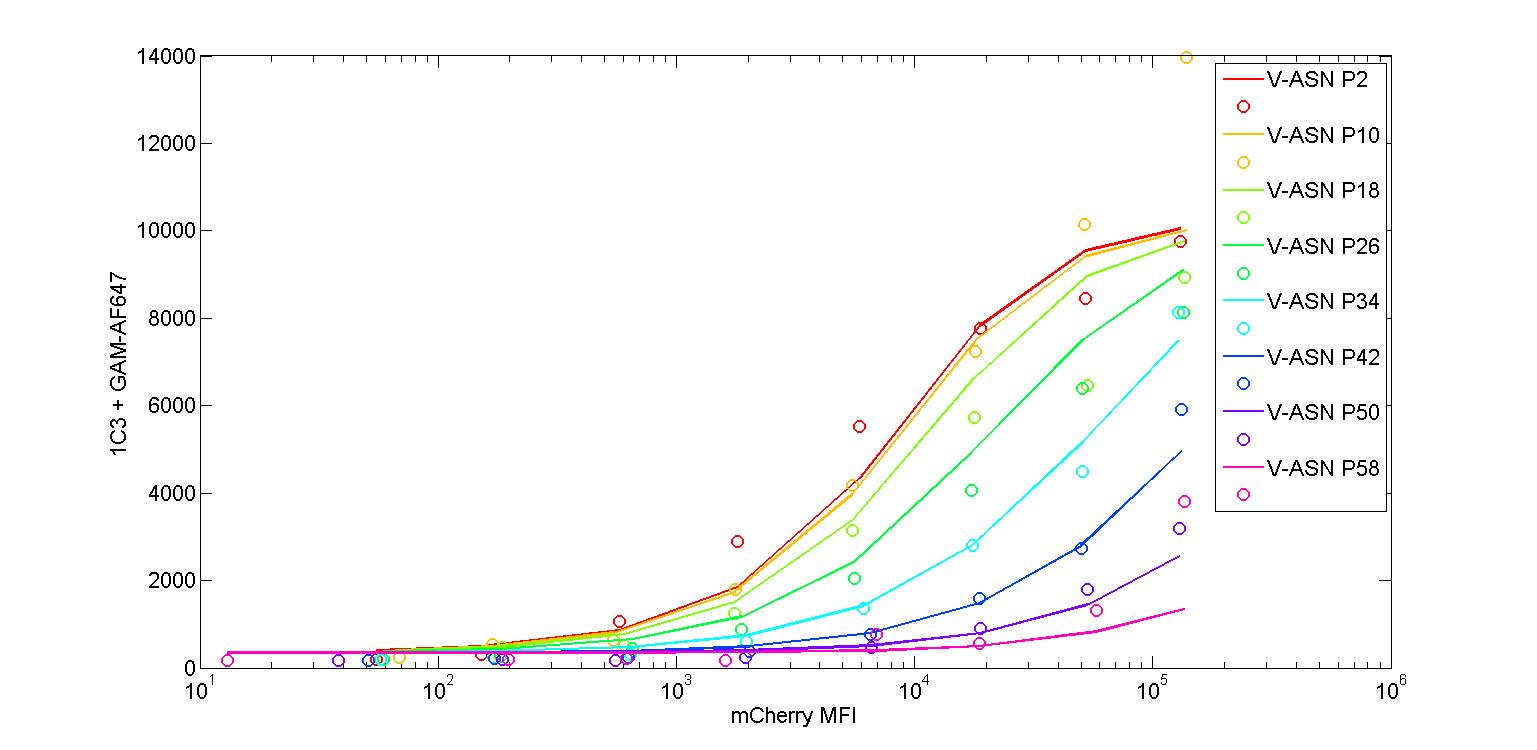 14000
12000
10000
8000
6000
4000
2000
0
1C3 + GAM-AF647
10^1
10^2
10^3
10^4
10^5
10^6
mCherry MFI
V-ASN P2
V-ASN P10
V-ASN P18
V-ASN P26
V-ASN P34
V-ASN P42
V-ASN P50
V-ASN P58